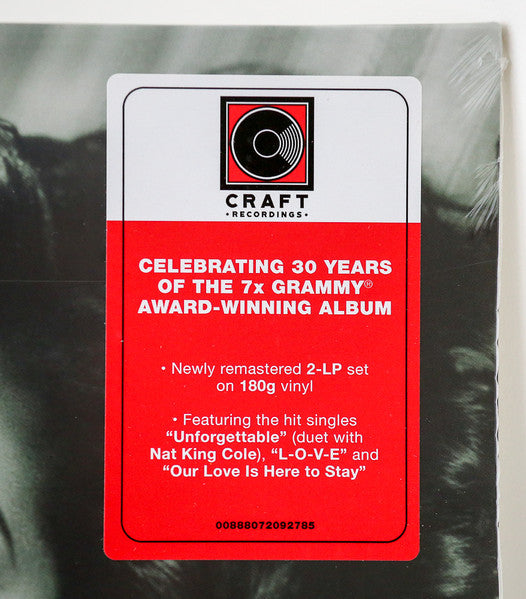 CRAFT
• RECORDINGS •
CELEBRATING 30 YEARS
OF THE 7x GRAMMY®
AWARD-WINNING ALBUM
• Newly remastered 2-LP set
on 180g vinyl
• Featuring the hit singles
“Unforgettable” (duet with
Nat King Cole), “L-O-V-E” and
“Our Love Is Here to Stay”
00888072092785